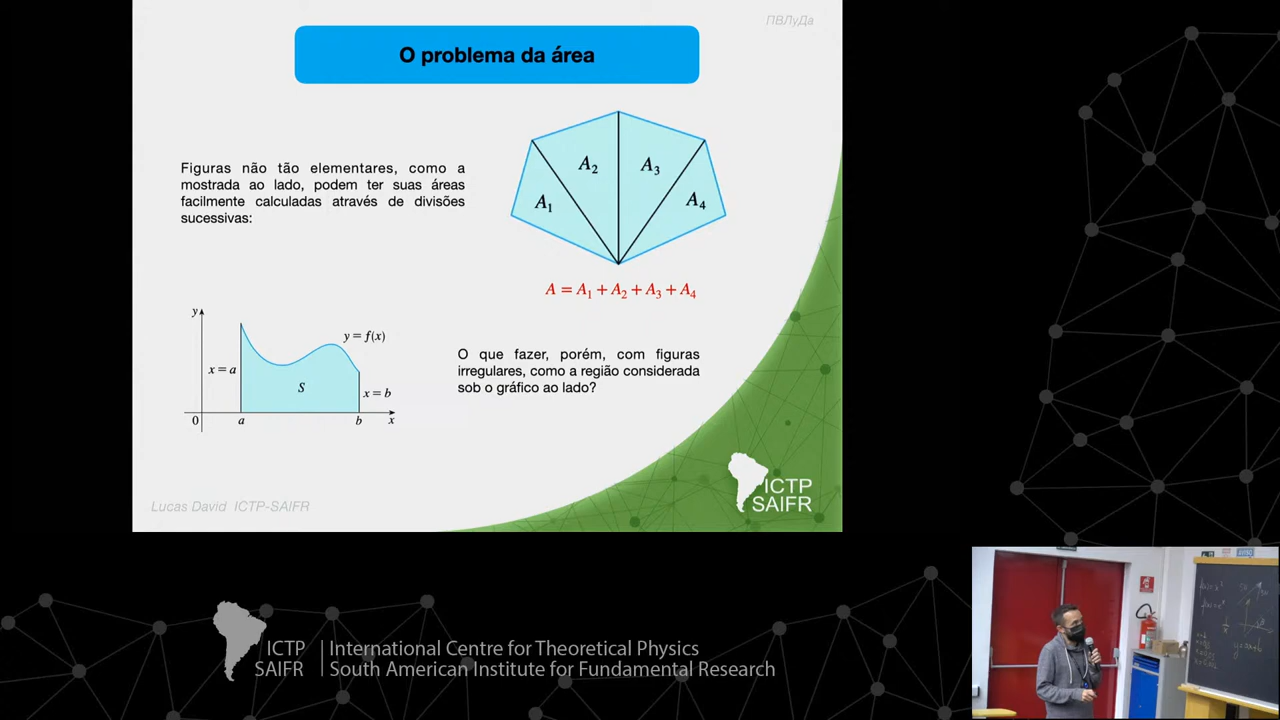 ПВЛуДа
O problema da área
Figuras não tão elementares, como a
mostrada ao lado, podem ter suas áreas
facilmente calculadas através de divisões
sucessivas:
A₁
A₂
A₃
A₄
A = A₁ + A₂ + A₃ + A₄
y
y = f(x)
x = a
S
x = b
0
a
b
x
O que fazer, porém, com figuras
irregulares, como a região considerada
sob o gráfico ao lado?
Lucas David ICTP-SAIFR
ICTP
SAIFR
ICTP
SAIFR
International Centre for Theoretical Physics
South American Institute for Fundamental Research